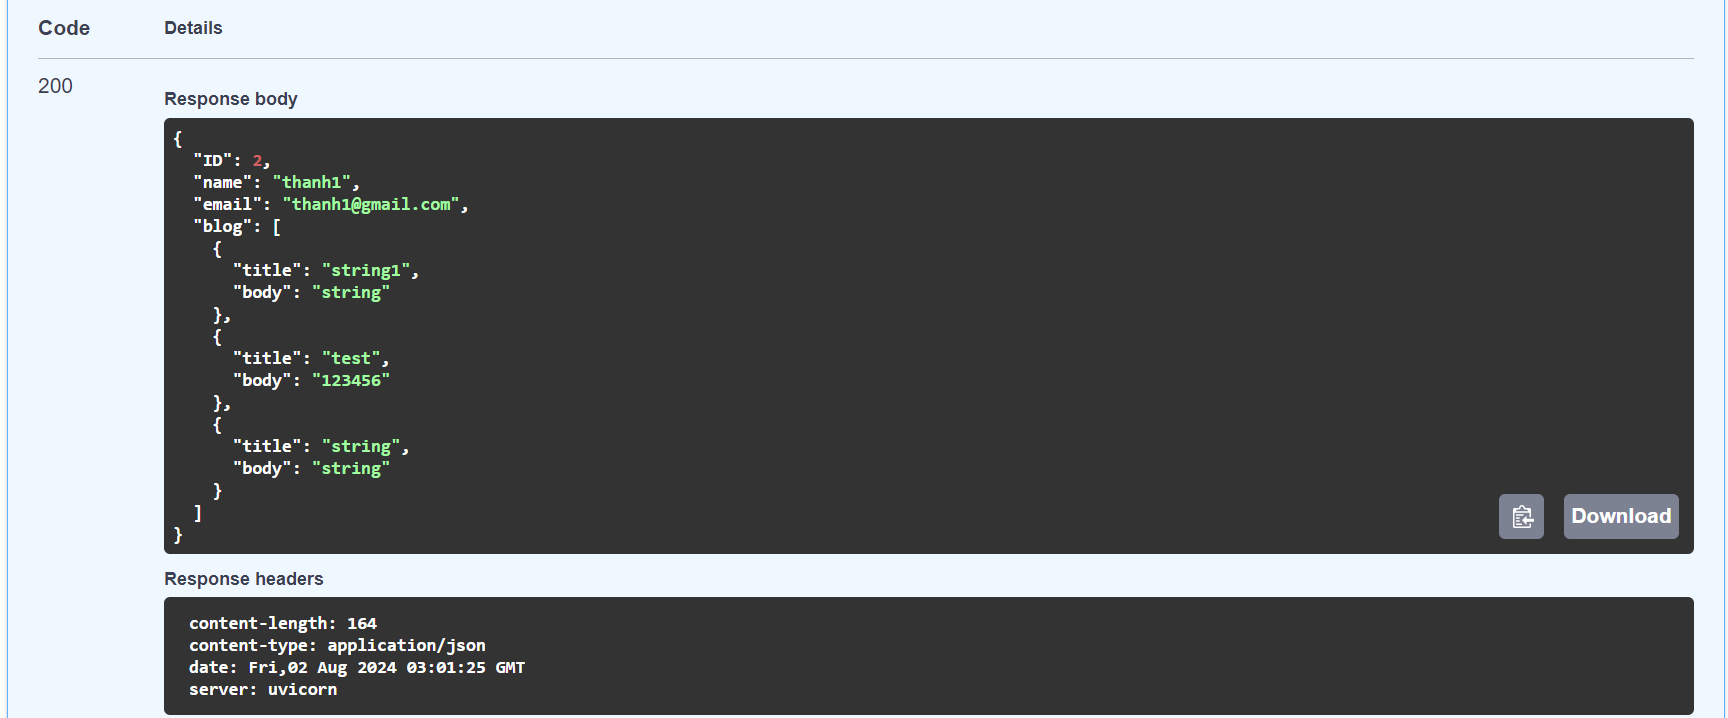 Code Details
200
Response body
{
  "ID": 2,
  "name": "thanh1",
  "email": "thanh1@gmail.com",
  "blog": [
    {
      "title": "string1",
      "body": "string"
    },
    {
      "title": "test",
      "body": "123456"
    },
    {
      "title": "string",
      "body": "string"
    }
  ]
}
Download
Response headers
content-length: 164
content-type: application/json
date: Fri,02 Aug 2024 03:01:25 GMT
server: uvicorn